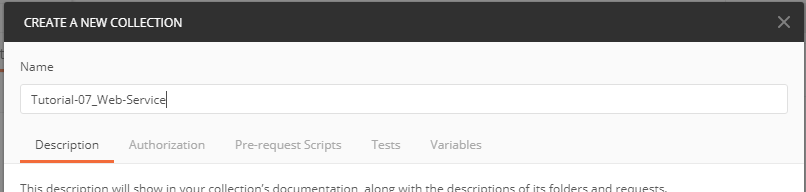 CREATE A NEW COLLECTION
Name
Tutorial-07_Web-Service
Description Authorization Pre-request Scripts Tests Variables
This description will show in your collection's documentation, along with the descriptions of its folders and requests.